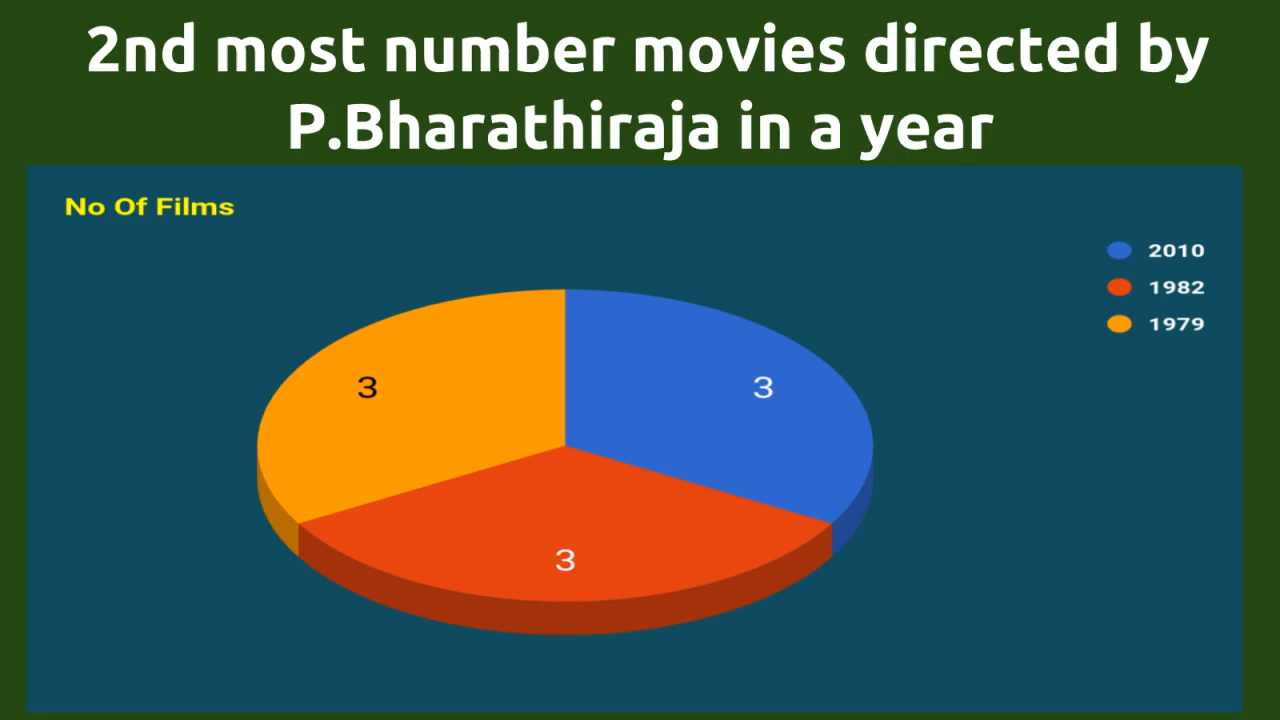 2nd most number movies directed by
P.Bharathiraja in a year
No Of Films
2010
1982
1979
3
3
3